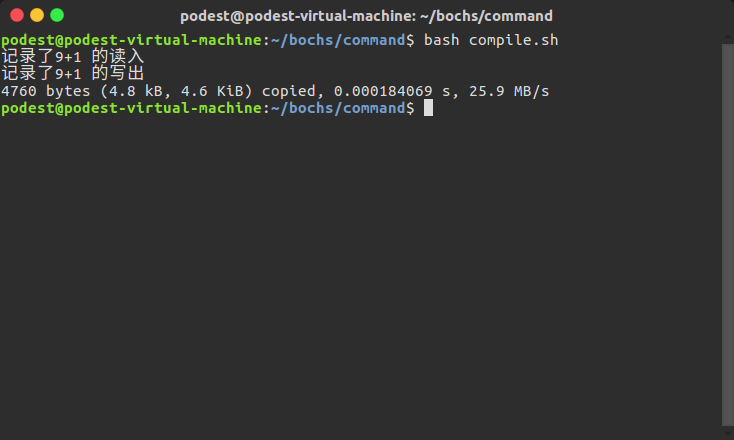 podest@podest-virtual-machine: ~/bochs/command
podest@podest-virtual-machine:~/bochs/command$ bash compile.sh
记录了9+1 的读入
记录了9+1 的写出
4760 bytes (4.8 kB, 4.6 KiB) copied, 0.000184069 s, 25.9 MB/s
podest@podest-virtual-machine:~/bochs/command$